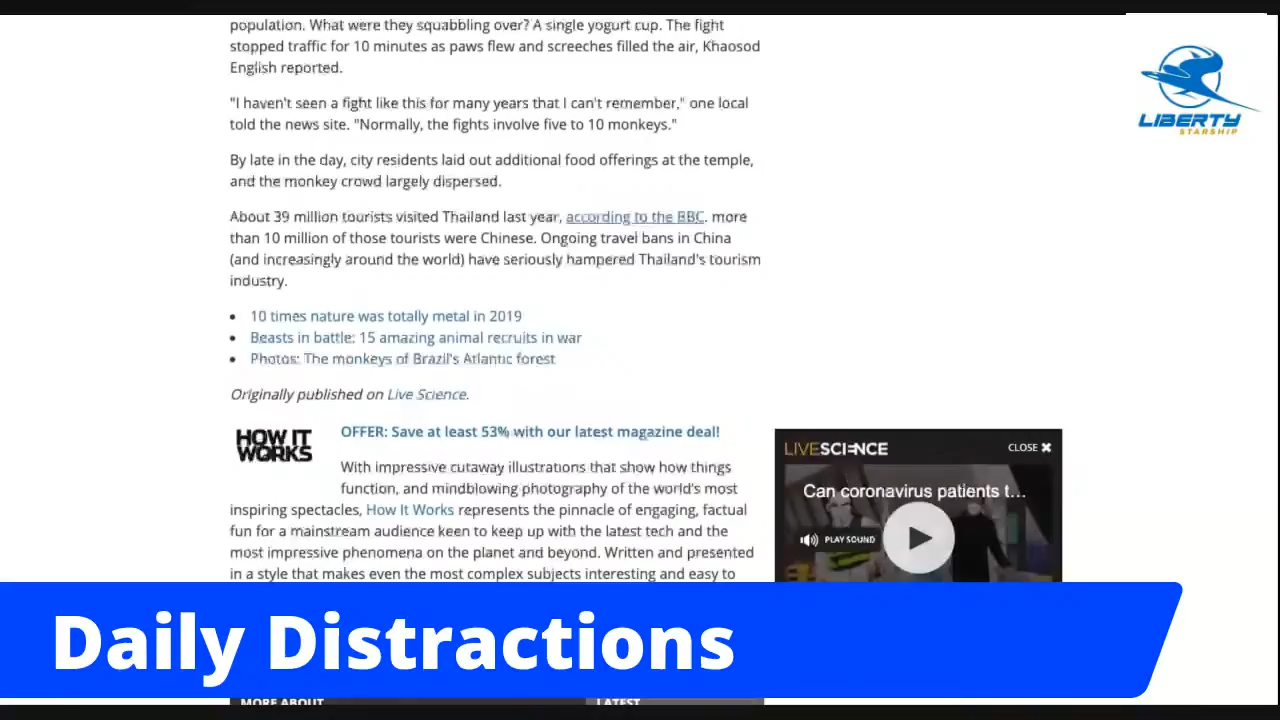 population. What were they squabbling over? A single yogurt cup. The fight
stopped traffic for 10 minutes as paws flew and screeches filled the air, Khaosod
English reported.
"I haven't seen a fight like this for many years that I can't remember," one local
told the news site. "Normally, the fights involve five to 10 monkeys."
By late in the day, city residents laid out additional food offerings at the temple,
and the monkey crowd largely dispersed.
About 39 million tourists visited Thailand last year, according to the BBC. more
than 10 million of those tourists were Chinese. Ongoing travel bans in China
(and increasingly around the world) have seriously hampered Thailand's tourism
industry.
10 times nature was totally metal in 2019
Beasts in battle: 15 amazing animal recruits in war
Photos: The monkeys of Brazil's Atlantic forest
Originally published on Live Science.
HOW IT
WORKS
OFFER: Save at least 53% with our latest magazine deal!
With impressive cutaway illustrations that show how things
function, and mindblowing photography of the world's most
inspiring spectacles, How It Works represents the pinnacle of engaging, factual
fun for a mainstream audience keen to keep up with the latest tech and the
most impressive phenomena on the planet and beyond. Written and presented
in a style that makes even the most complex subjects interesting and easy to
LIVESCIENCE
CLOSE ✖
Can coronavirus patients t...
PLAY SOUND
LIBERTY
STARSHIP
Daily Distractions
MORE ABOUT
LATEST